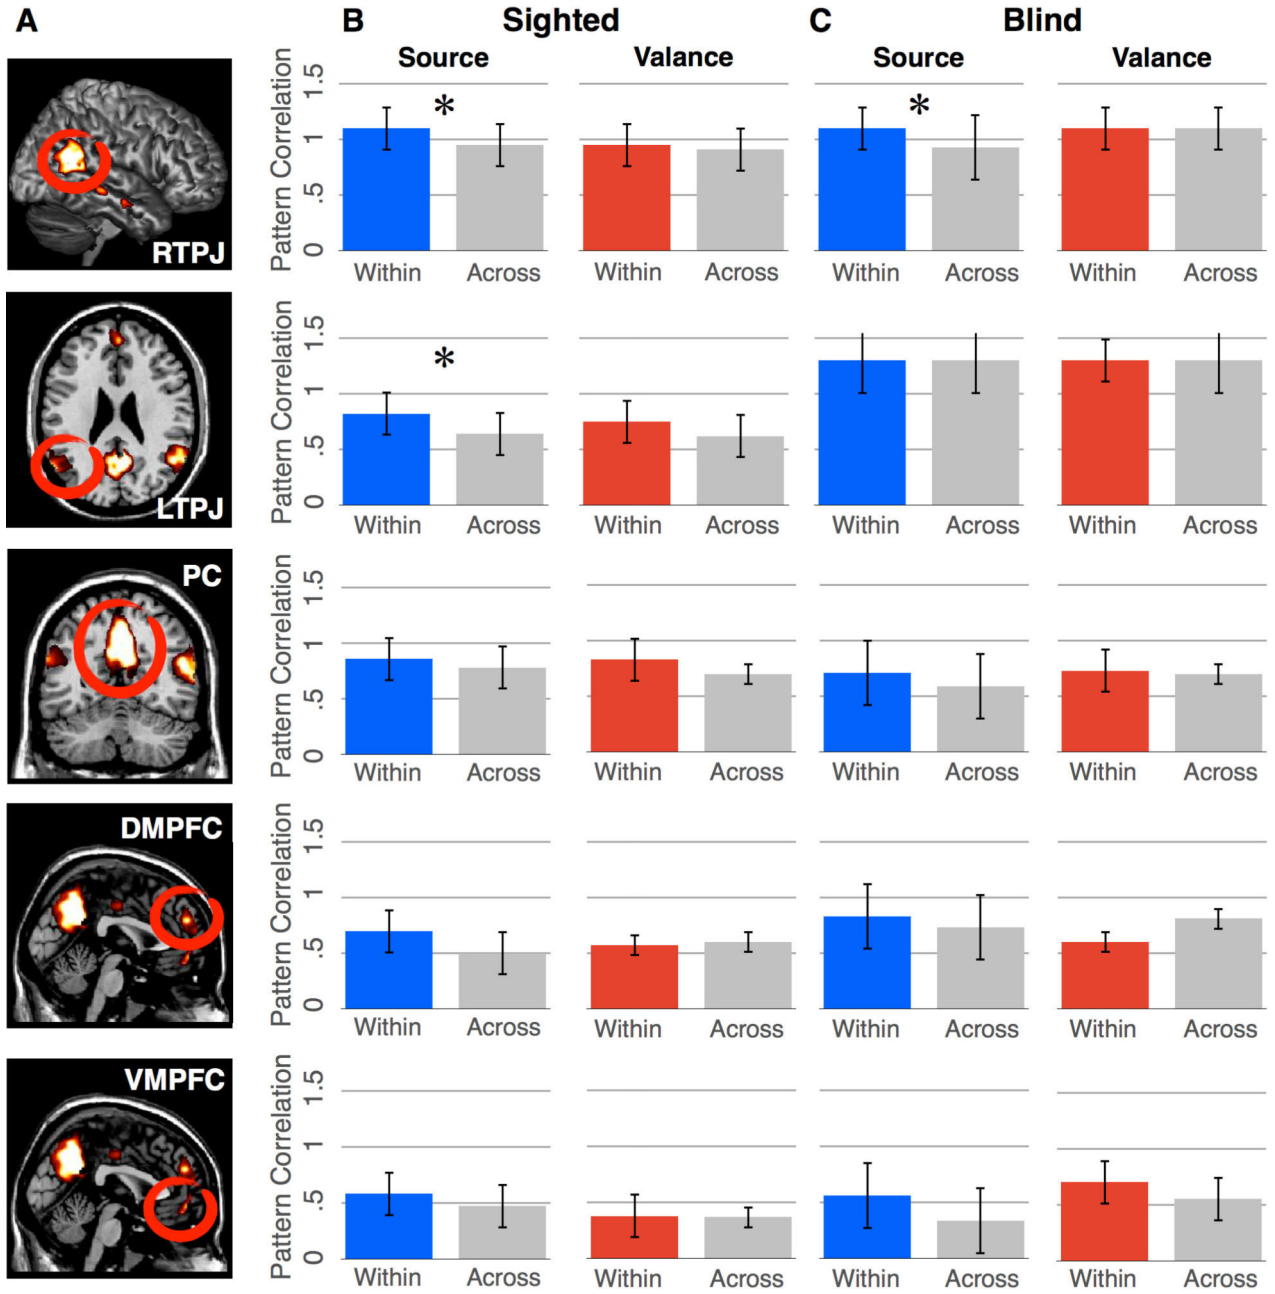 A B Sighted C Blind
Source Valance Source Valance
RTPJ
Pattern Correlation
1.5
1
.5
0
* *
Within Across Within Across Within Across Within Across
LTPJ
Pattern Correlation
1.5
1
.5
0
*
Within Across Within Across Within Across Within Across
PC
Pattern Correlation
1.5
1
.5
0
Within Across Within Across Within Across Within Across
DMPFC
Pattern Correlation
1.5
1
.5
0
Within Across Within Across Within Across Within Across
VMPFC
Pattern Correlation
1.5
1
.5
0
Within Across Within Across Within Across Within Across